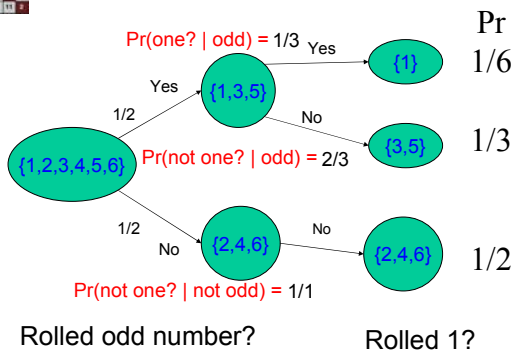 Pr
Pr(one? | odd) = 1/3
Yes
{1}
1/6
Yes
{1,3,5}
No
1/2
{3,5}
1/3
{1,2,3,4,5,6}
Pr(not one? | odd) = 2/3
1/2
No
No
{2,4,6}
{2,4,6}
1/2
Pr(not one? | not odd) = 1/1
Rolled odd number?
Rolled 1?